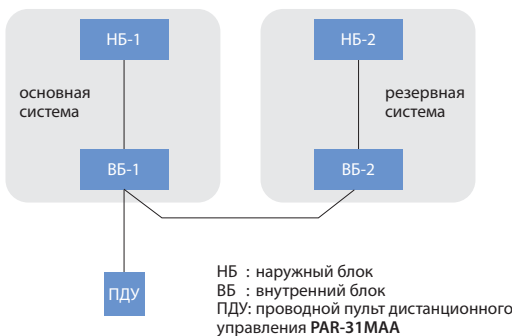 НБ-1
НБ-2
основная
система
резервная
система
ВБ-1
ВБ-2
ПДУ
НБ : наружный блок
ВБ : внутренний блок
ПДУ: проводной пульт дистанционного
управления PAR-31MAA